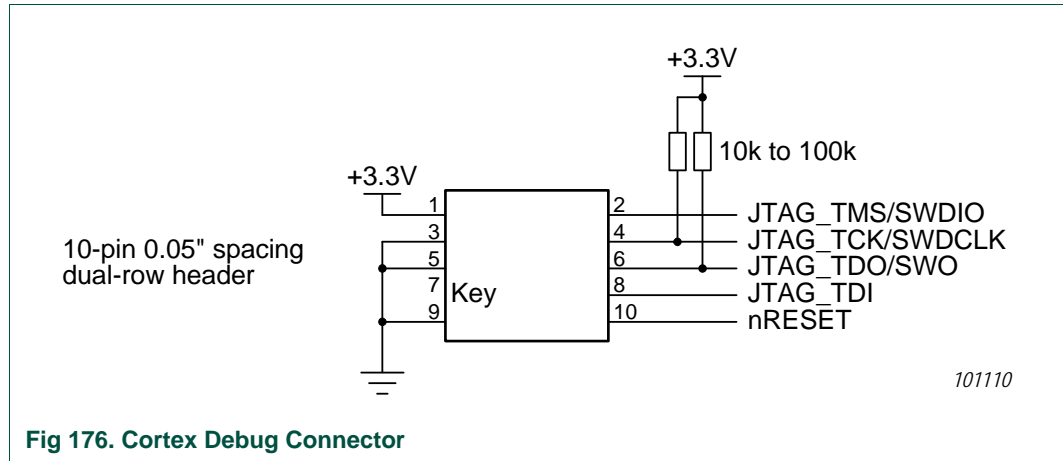 +3.3V
10k to 100k
+3.3V
1
2
JTAG_TMS/SWDIO
3
4
JTAG_TCK/SWDCLK
10-pin 0.05" spacing
dual-row header
5
6
JTAG_TDO/SWO
7
Key
8
JTAG_TDI
9
10
nRESET
101110
Fig 176. Cortex Debug Connector